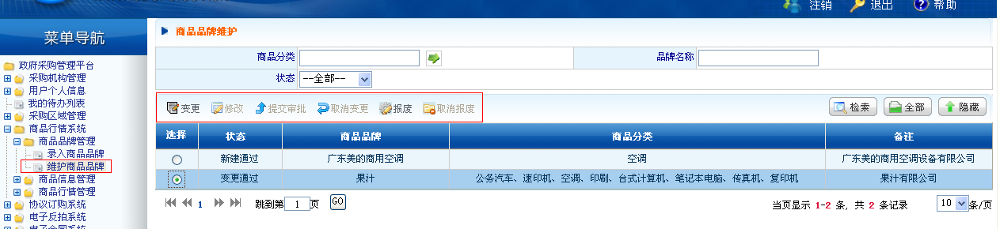 注销 退出 帮助
菜单导航
政府采购管理平台
采购机构管理
用户个人信息
我的待办列表
采购区域管理
商品行情系统
商品品牌管理
录入商品品牌
维护商品品牌
商品信息管理
商品行情管理
协议订购系统
电子反拍系统
电子合同系统
商品品牌维护
商品分类 品牌名称
状态 --全部--
变更 修改 提交审批 取消变更 报废 取消报废 检索 全部 隐藏
选择 状态 商品品牌 商品分类 备注
新建通过 广东美的商用空调 空调 广东美的商用空调设备有限公司
变更通过 果汁 公务汽车、速印机、空调、印刷、台式计算机、笔记本电脑、传真机、复印机 果汁有限公司
1 跳到第 1 页 GO 当页显示 1-2 条, 共 2 条记录 10 条/页